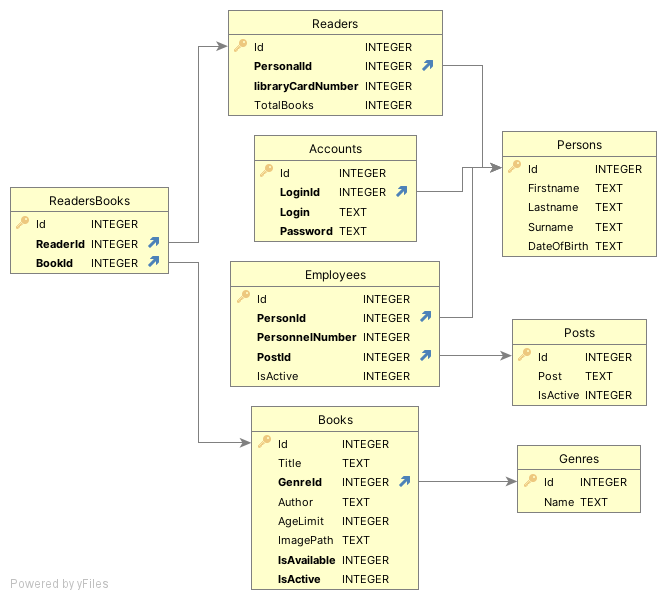 Readers
Id INTEGER
PersonalId INTEGER
libraryCardNumber INTEGER
TotalBooks INTEGER
Accounts
Id INTEGER
LoginId INTEGER
Login TEXT
Password TEXT
Persons
Id INTEGER
Firstname TEXT
Lastname TEXT
Surname TEXT
DateOfBirth TEXT
ReadersBooks
Id INTEGER
ReaderId INTEGER
BookId INTEGER
Employees
Id INTEGER
PersonId INTEGER
PersonnelNumber INTEGER
PostId INTEGER
IsActive INTEGER
Posts
Id INTEGER
Post TEXT
IsActive INTEGER
Books
Id INTEGER
Title TEXT
GenreId INTEGER
Author TEXT
AgeLimit INTEGER
ImagePath TEXT
IsAvailable INTEGER
IsActive INTEGER
Genres
Id INTEGER
Name TEXT
Powered by yFiles